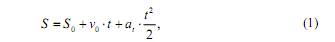 S = S₀ + v₀ · t + aₜ · t²/2, (1)